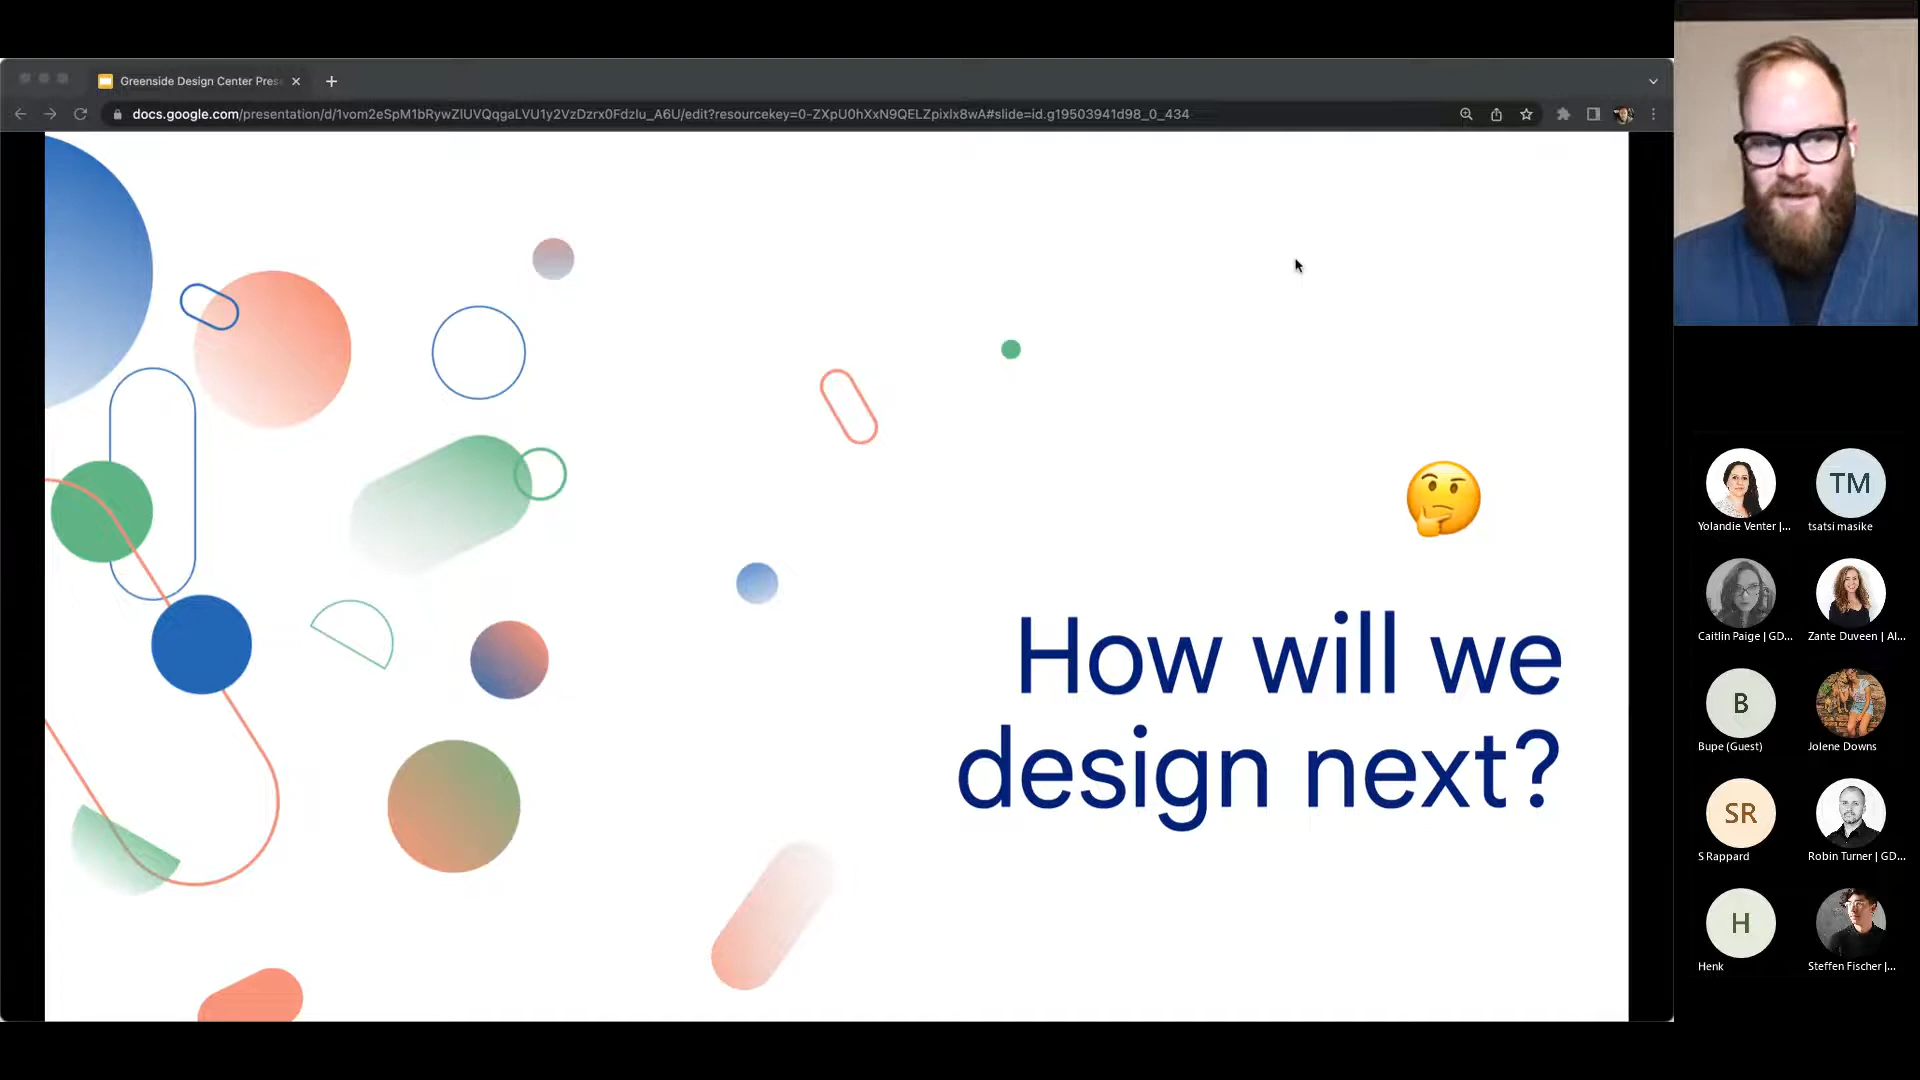 Greenside Design Center Pres
docs.google.com/presentation/d/1vom2eSpM1bRywZIUVQqgaLVU1y2VzDzrx0Fdzlu_A6U/edit?resourcekey=0-ZXpU0hXxN9QELZpixlx8wA#slide=id.g19503941d98_0_434
How will we
design next?
TM
Yolandie Venter |...
tsatsi masike
Caitlin Paige | GD...
Zante Duveen | Al...
B
Bupe (Guest)
Jolene Downs
SR
S Rappard
Robin Turner | GD...
H
Henk
Steffen Fischer |...